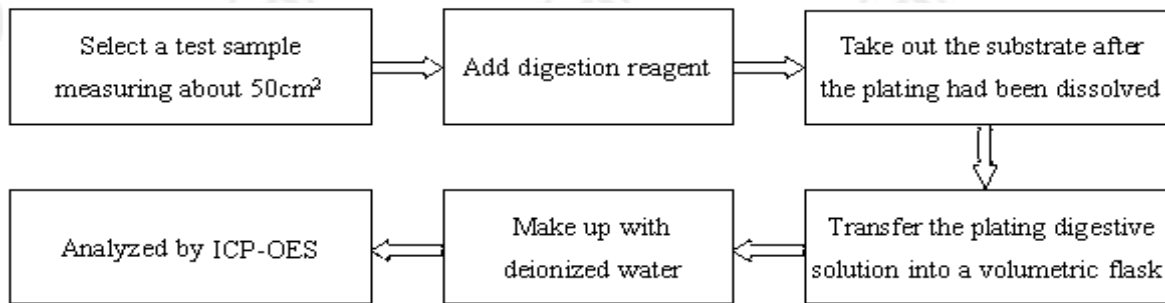 Select a test sample
measuring about 50cm²
Add digestion reagent
Take out the substrate after
the plating had been dissolved
Transfer the plating digestive
solution into a volumetric flask
Make up with
deionized water
Analyzed by ICP-OES